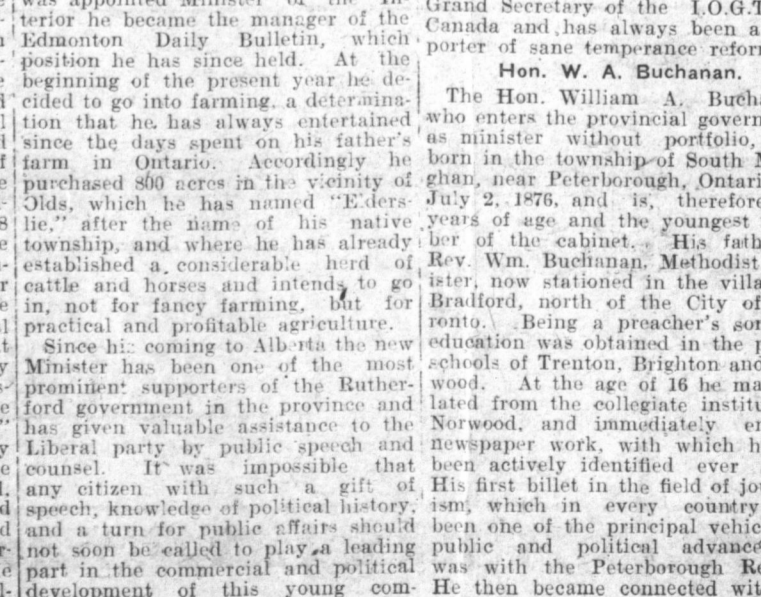 was appointed Minister of the In-
terior he became the manager of the
Edmonton Daily Bulletin, which
position he has since held. At the
beginning of the present year he de-
cided to go into farming, a determina-
tion that he has always entertained
since the days spent on his father's
farm in Ontario. Accordingly he
purchased 800 acres in the vicinity of
Olds, which he has named "Elders-
lie," after the name of his native
township, and where he has already
established a considerable herd of
cattle and horses and intends to go
in, not for fancy farming, but for
practical and profitable agriculture.
Since his coming to Alberta the new
Minister has been one of the most
prominent supporters of the Ruther-
ford government in the province and
has given valuable assistance to the
Liberal party by public speech and
counsel. It was impossible that
any citizen with such a gift of
speech, knowledge of political history,
and a turn for public affairs should
not soon be called to play a leading
part in the commercial and political
development of this young com-
Grand Secretary of the I.O.G.T
Canada and has always been a
porter of sane temperance refor
Hon. W. A. Buchanan.
The Hon. William A. Bucha
who enters the provincial govern
as minister without portfolio,
born in the township of South M
ghan, near Peterborough, Ontari
July 2, 1876, and is, therefore
years of age and the youngest
ber of the cabinet. His fath
Rev. Wm. Buchanan, Methodist
ister, now stationed in the villa
Bradford, north of the City of
ronto. Being a preacher's son
education was obtained in the p
schools of Trenton, Brighton and
wood. At the age of 16 he ma
lated from the collegiate institu
Norwood, and immediately en
newspaper work, with which h
been actively identified ever
His first billet in the field of jo
ism, which in every country
been one of the principal vehic
public and political advance
was with the Peterborough Re
He then became connected wit